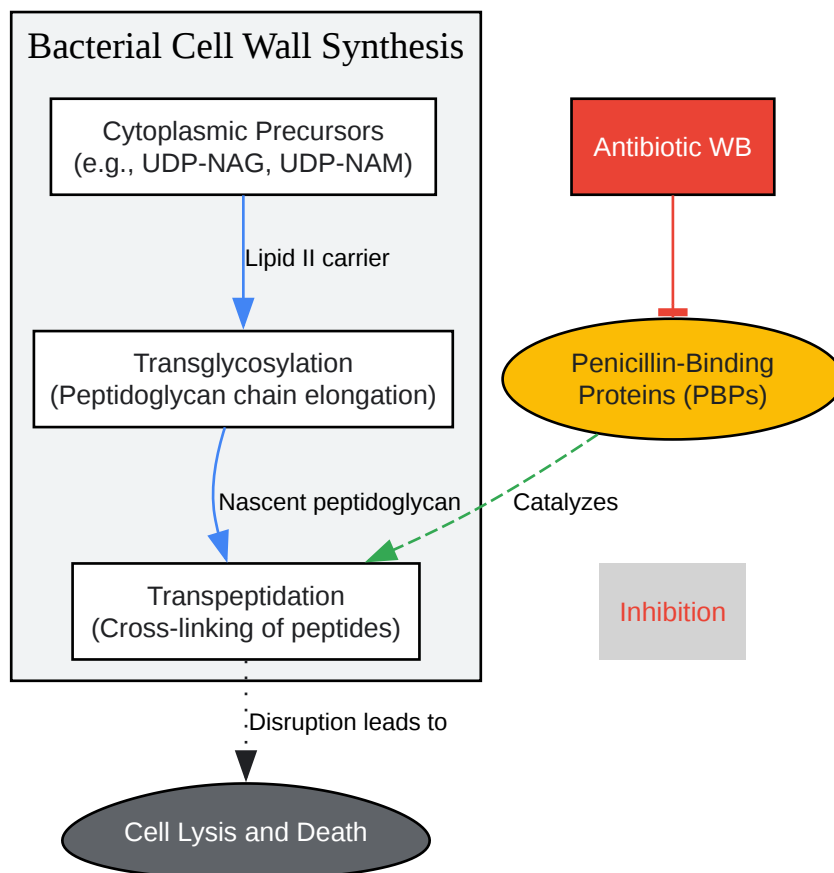 Bacterial Cell Wall Synthesis
Cytoplasmic Precursors
(e.g., UDP-NAG, UDP-NAM)
Antibiotic WB
Lipid II carrier
Transglycosylation
(Peptidoglycan chain elongation)
Penicillin-Binding
Proteins (PBPs)
Nascent peptidoglycan
Catalyzes
Transpeptidation
(Cross-linking of peptides)
Inhibition
Disruption leads to
Cell Lysis and Death